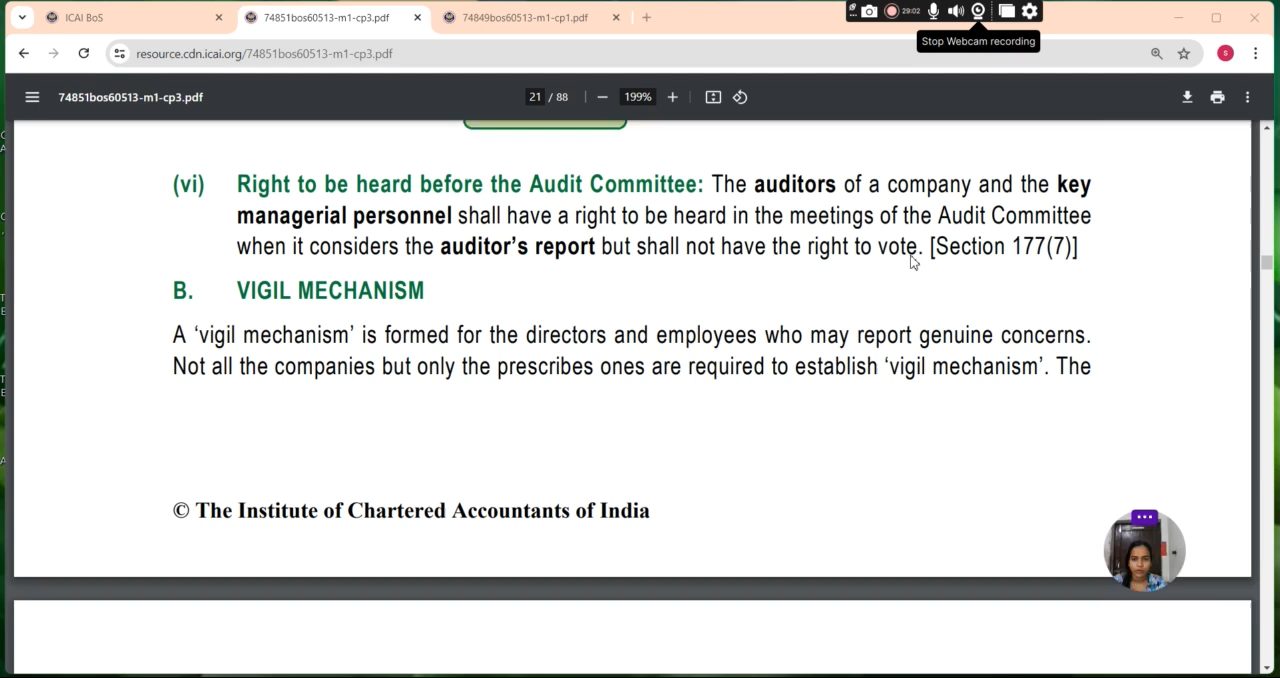 ICAI BoS
74851bos60513-m1-cp3.pdf
74849bos60513-m1-cp1.pdf
29:02
Stop Webcam recording
resource.cdn.icai.org/74851bos60513-m1-cp3.pdf
S
74851bos60513-m1-cp3.pdf
21 / 88
199%
(vi) Right to be heard before the Audit Committee: The auditors of a company and the key
managerial personnel shall have a right to be heard in the meetings of the Audit Committee
when it considers the auditor's report but shall not have the right to vote. [Section 177(7)]
B. VIGIL MECHANISM
A 'vigil mechanism' is formed for the directors and employees who may report genuine concerns.
Not all the companies but only the prescribes ones are required to establish 'vigil mechanism'. The
© The Institute of Chartered Accountants of India